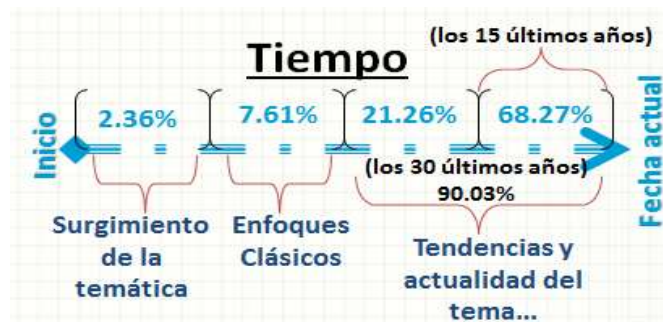 (los 15 últimos años)
Tiempo
2.36%
7.61%
21.26%
68.27%
Inicio
Fecha actual
(los 30 últimos años)
90.03%
Surgimiento
de la
temática
Enfoques
Clásicos
Tendencias y
actualidad del
tema...